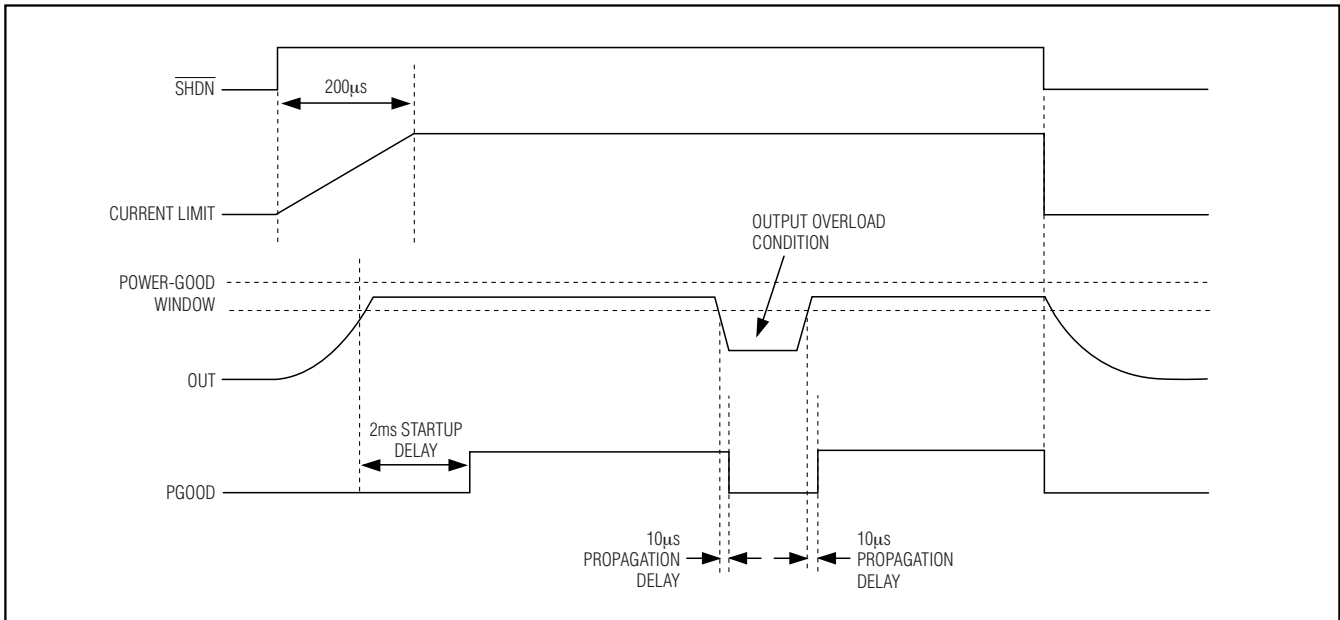 SHDN
200µs
CURRENT LIMIT
OUTPUT OVERLOAD
CONDITION
POWER-GOOD
WINDOW
OUT
2ms STARTUP
DELAY
PGOOD
10µs
PROPAGATION
DELAY
10µs
PROPAGATION
DELAY